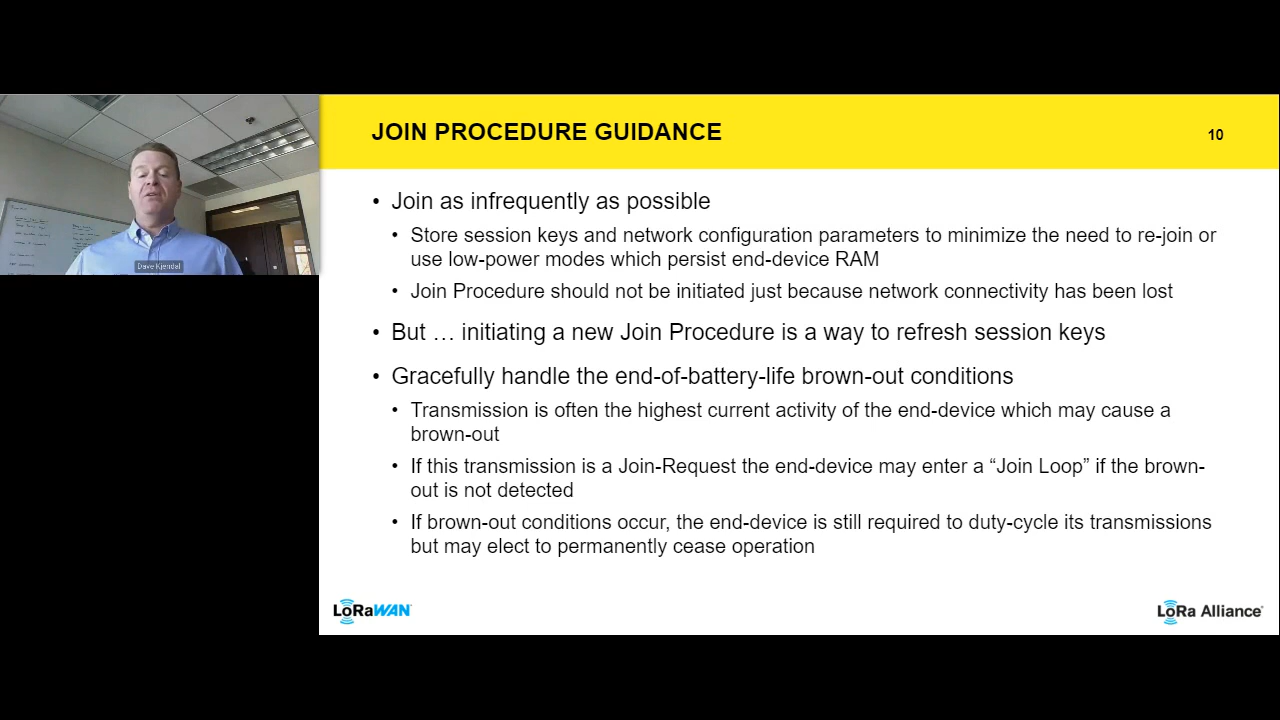 JOIN PROCEDURE GUIDANCE
10
• Join as infrequently as possible
• Store session keys and network configuration parameters to minimize the need to re-join or
use low-power modes which persist end-device RAM
• Join Procedure should not be initiated just because network connectivity has been lost
• But … initiating a new Join Procedure is a way to refresh session keys
• Gracefully handle the end-of-battery-life brown-out conditions
• Transmission is often the highest current activity of the end-device which may cause a
brown-out
• If this transmission is a Join-Request the end-device may enter a “Join Loop” if the brown-
out is not detected
• If brown-out conditions occur, the end-device is still required to duty-cycle its transmissions
but may elect to permanently cease operation
Dave Kjendal
LoRaWAN
LoRa Alliance